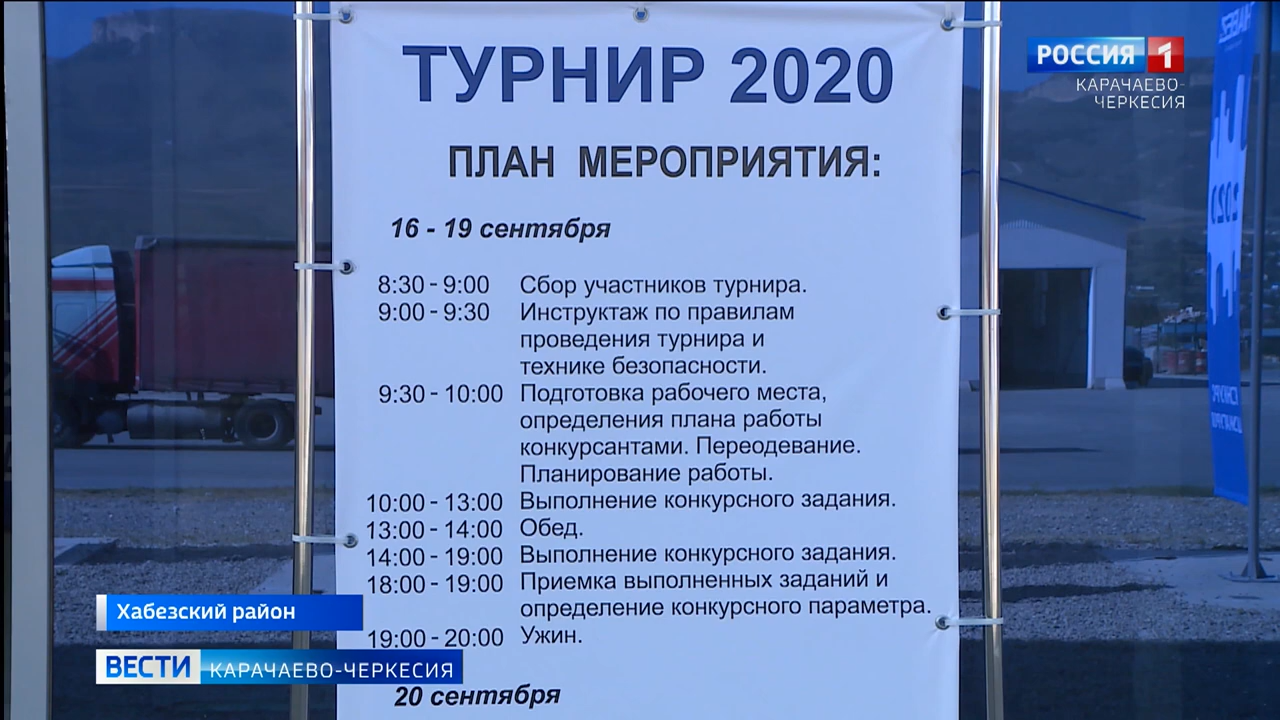 ТУРНИР 2020
ПЛАН МЕРОПРИЯТИЯ:
16 - 19 сентября
8:30 - 9:00 Сбор участников турнира.
9:00 - 9:30 Инструктаж по правилам
проведения турнира и
технике безопасности.
9:30 - 10:00 Подготовка рабочего места,
определения плана работы
конкурсантами. Переодевание.
Планирование работы.
10:00 - 13:00 Выполнение конкурсного задания.
13:00 - 14:00 Обед.
14:00 - 19:00 Выполнение конкурсного задания.
18:00 - 19:00 Приемка выполненных заданий и
определение конкурсного параметра.
19:00 - 20:00 Ужин.
20 сентября
РОССИЯ 1
КАРАЧАЕВО-
ЧЕРКЕСИЯ
2020
Хабезский район
ВЕСТИ КАРАЧАЕВО-ЧЕРКЕСИЯ